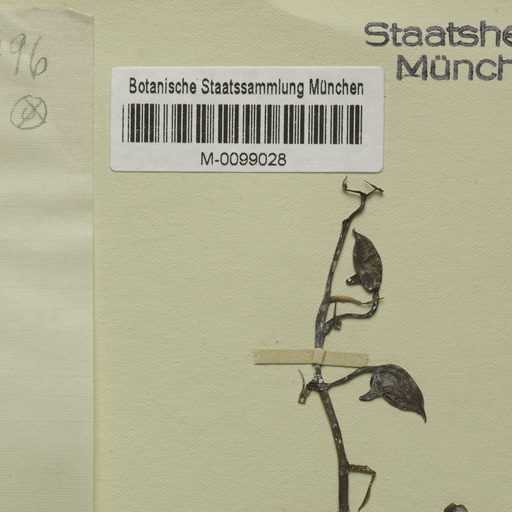 96
Staatshe
Münch
Botanische Staatssammlung München
M-0099028